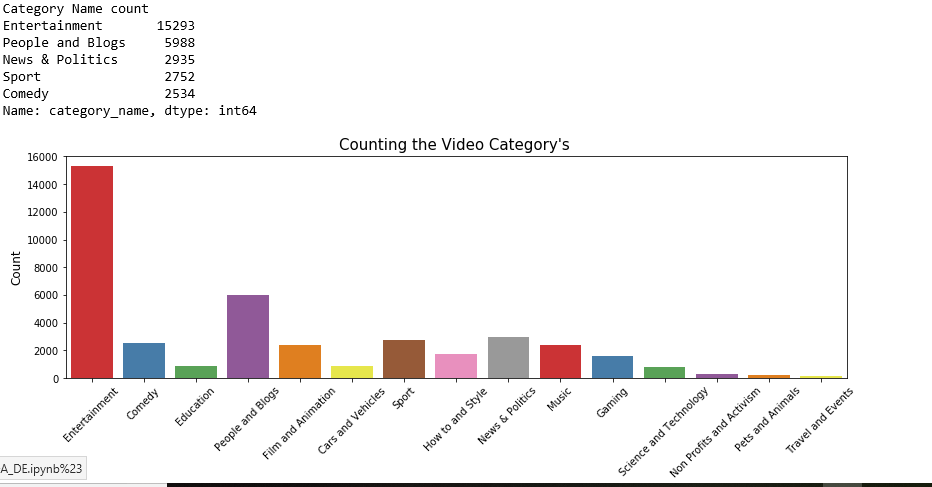 Category Name count
Entertainment 15293
People and Blogs 5988
News & Politics 2935
Sport 2752
Comedy 2534
Name: category_name, dtype: int64
Counting the Video Category's
16000
14000
12000
10000
8000
6000
4000
2000
0
Count
Entertainment
Comedy
Education
People and Blogs
Film and Animation
Cars and Vehicles
Sport
How to and Style
News & Politics
Music
Gaming
Science and Technology
Non Profits and Activism
Pets and Animals
Travel and Events
A_DE.ipynb%23